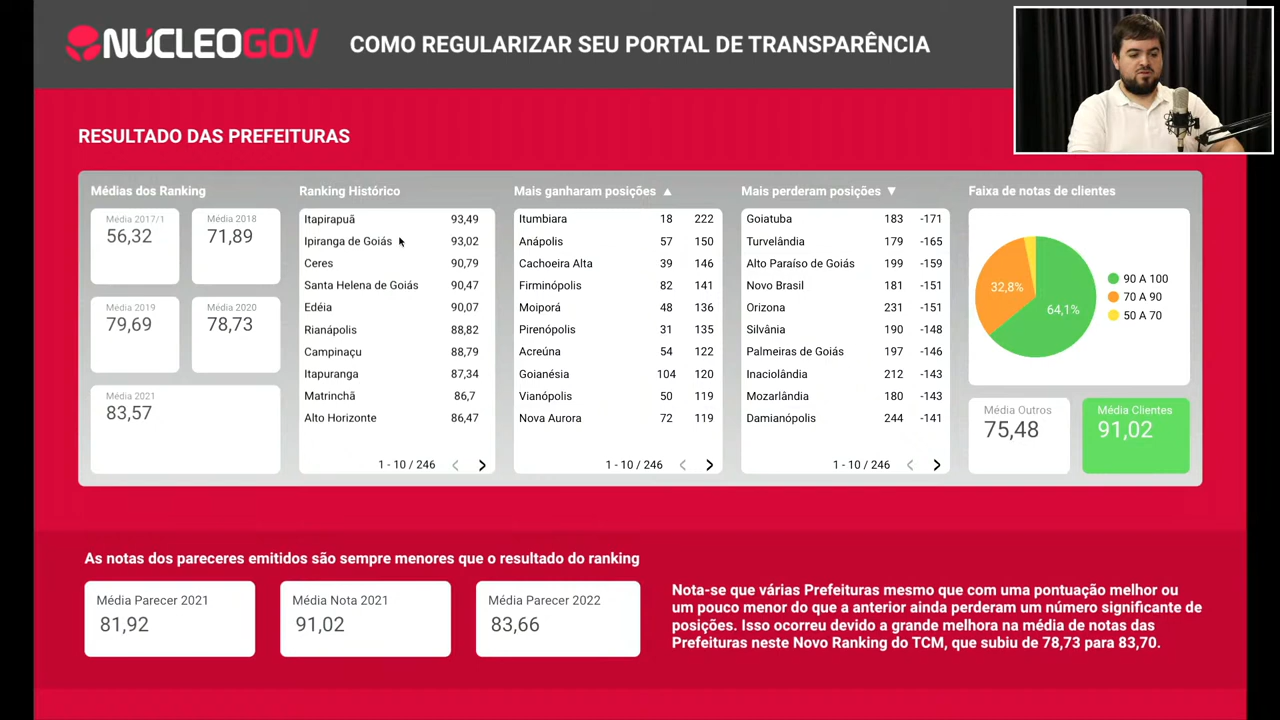 NÚCLEOGOV
COMO REGULARIZAR SEU PORTAL DE TRANSPARÊNCIA
RESULTADO DAS PREFEITURAS
Médias dos Ranking
Média 2017/1
56,32
Média 2018
71,89
Média 2019
79,69
Média 2020
78,73
Média 2021
83,57
Ranking Histórico
Itapirapuã 93,49
Ipiranga de Goiás 93,02
Ceres 90,79
Santa Helena de Goiás 90,47
Edéia 90,07
Rianápolis 88,82
Campinaçu 88,79
Itapuranga 87,34
Matrinchã 86,7
Alto Horizonte 86,47
1 - 10 / 246
Mais ganharam posições ▲
Itumbiara 18 222
Anápolis 57 150
Cachoeira Alta 39 146
Firminópolis 82 141
Moiporá 48 136
Pirenópolis 31 135
Acreúna 54 122
Goianésia 104 120
Vianópolis 50 119
Nova Aurora 72 119
1 - 10 / 246
Mais perderam posições ▼
Goiatuba 183 -171
Turvelândia 179 -165
Alto Paraíso de Goiás 199 -159
Novo Brasil 181 -151
Orizona 231 -151
Silvânia 190 -148
Palmeiras de Goiás 197 -146
Inaciolândia 212 -143
Mozarlândia 180 -143
Damianópolis 244 -141
1 - 10 / 246
Faixa de notas de clientes
32,8%
64,1%
90 A 100
70 A 90
50 A 70
Média Outros
75,48
Média Clientes
91,02
As notas dos pareceres emitidos são sempre menores que o resultado do ranking
Média Parecer 2021
81,92
Média Nota 2021
91,02
Média Parecer 2022
83,66
Nota-se que várias Prefeituras mesmo que com uma pontuação melhor ou
um pouco menor do que a anterior ainda perderam um número significante de
posições. Isso ocorreu devido a grande melhora na média de notas das
Prefeituras neste Novo Ranking do TCM, que subiu de 78,73 para 83,70.